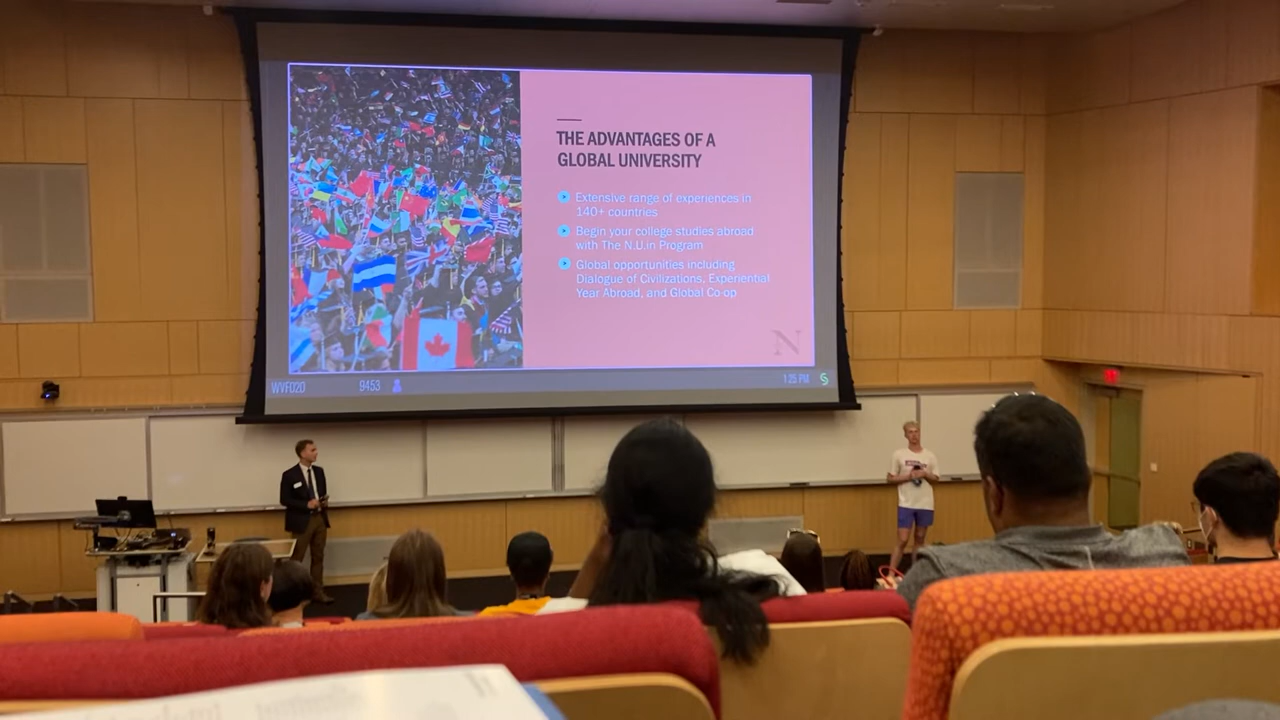 THE ADVANTAGES OF A
GLOBAL UNIVERSITY
Extensive range of experiences in
140+ countries
Begin your college studies abroad
with The N.U.in Program
Global opportunities including
Dialogue of Civilizations, Experiential
Year Abroad, and Global Co-op
N
WVF020 9453 1:25 PM